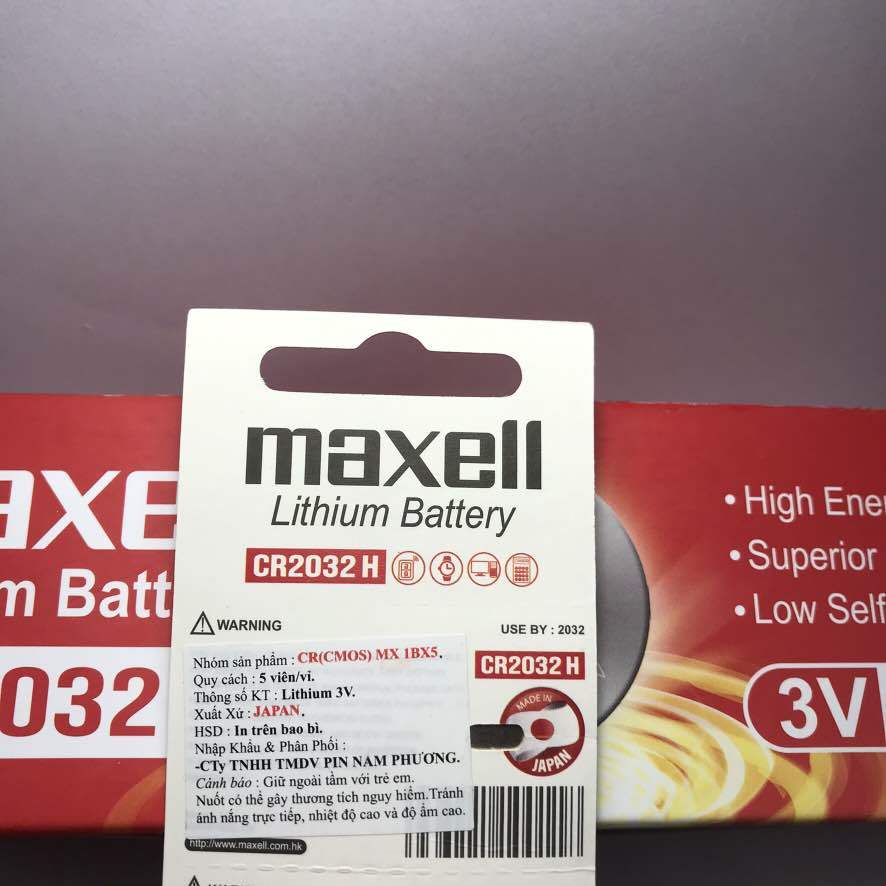 maxell
Lithium Battery
CR2032 H
WARNING
USE BY : 2032
Nhóm sản phẩm : CR(CMOS) MX 1BX5.
Quy cách : 5 viên/vỉ.
Thông số KT : Lithium 3V.
Xuất Xứ : JAPAN.
HSD : In trên bao bì.
Nhập Khẩu & Phân Phối :
-CTy TNHH TMDV PIN NAM PHƯƠNG.
Cảnh báo : Giữ ngoài tầm với trẻ em.
Nuốt có thể gây thương tích nguy hiểm.Tránh
ánh nắng trực tiếp, nhiệt độ cao và độ ẩm cao.
http://www.maxell.com.hk
CR2032 H
MADE IN
JAPAN
axe
m Batt
032
• High Ene
• Superior
• Low Self
3V